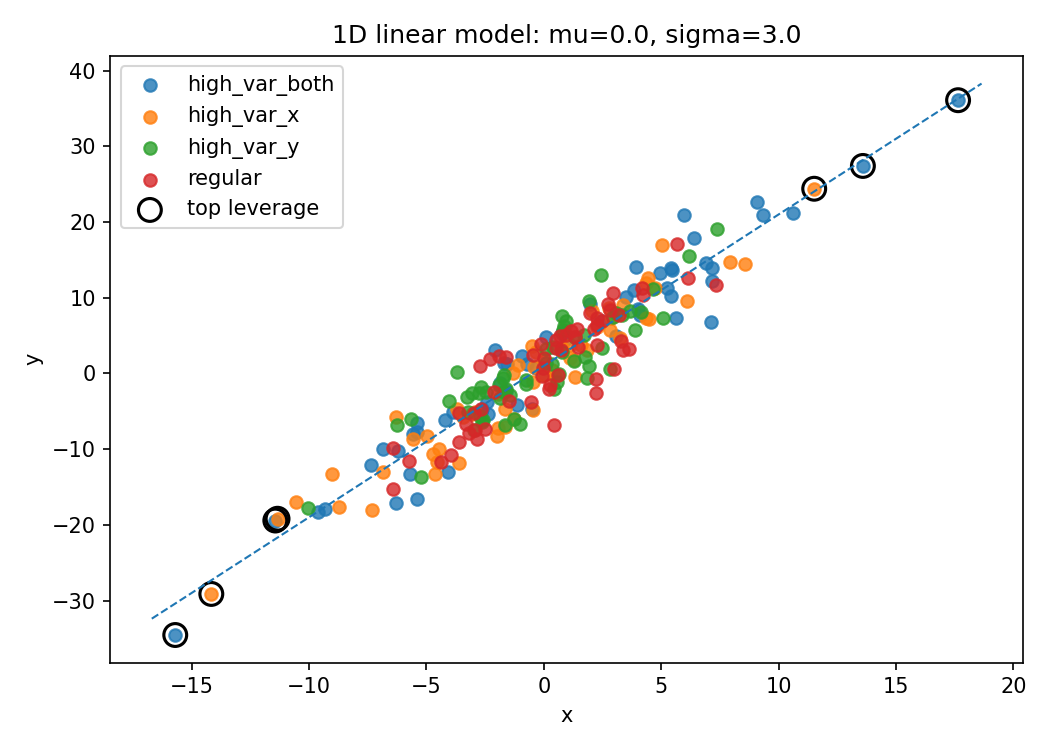 1D linear model: mu=0.0, sigma=3.0
high_var_both
high_var_x
high_var_y
regular
top leverage
y
40
30
20
10
0
−10
−20
−30
−15
−10
−5
0
5
10
15
20
x